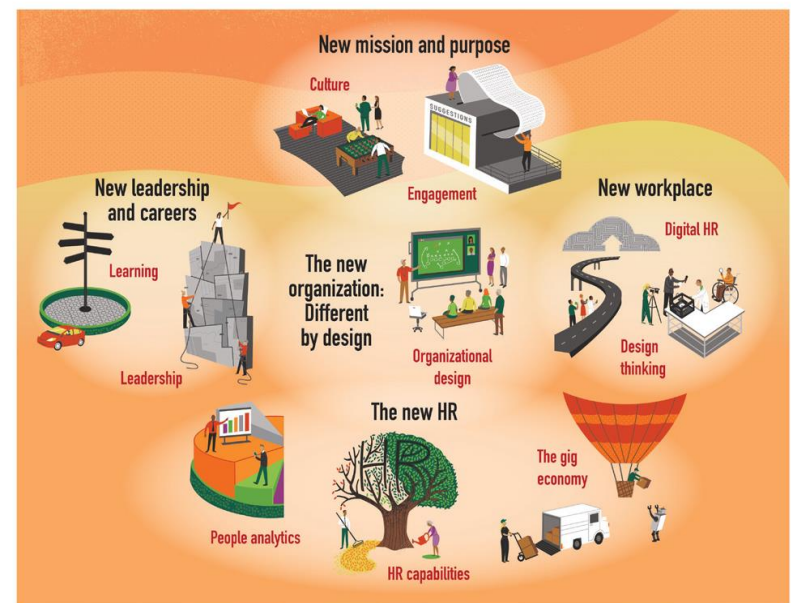 New mission and purpose
Culture
SUGGESTIONS
Engagement
New leadership
and careers
Learning
Leadership
The new
organization:
Different
by design
Organizational
design
New workplace
Digital HR
Design
thinking
The new HR
People analytics
HR
HR capabilities
The gig
economy